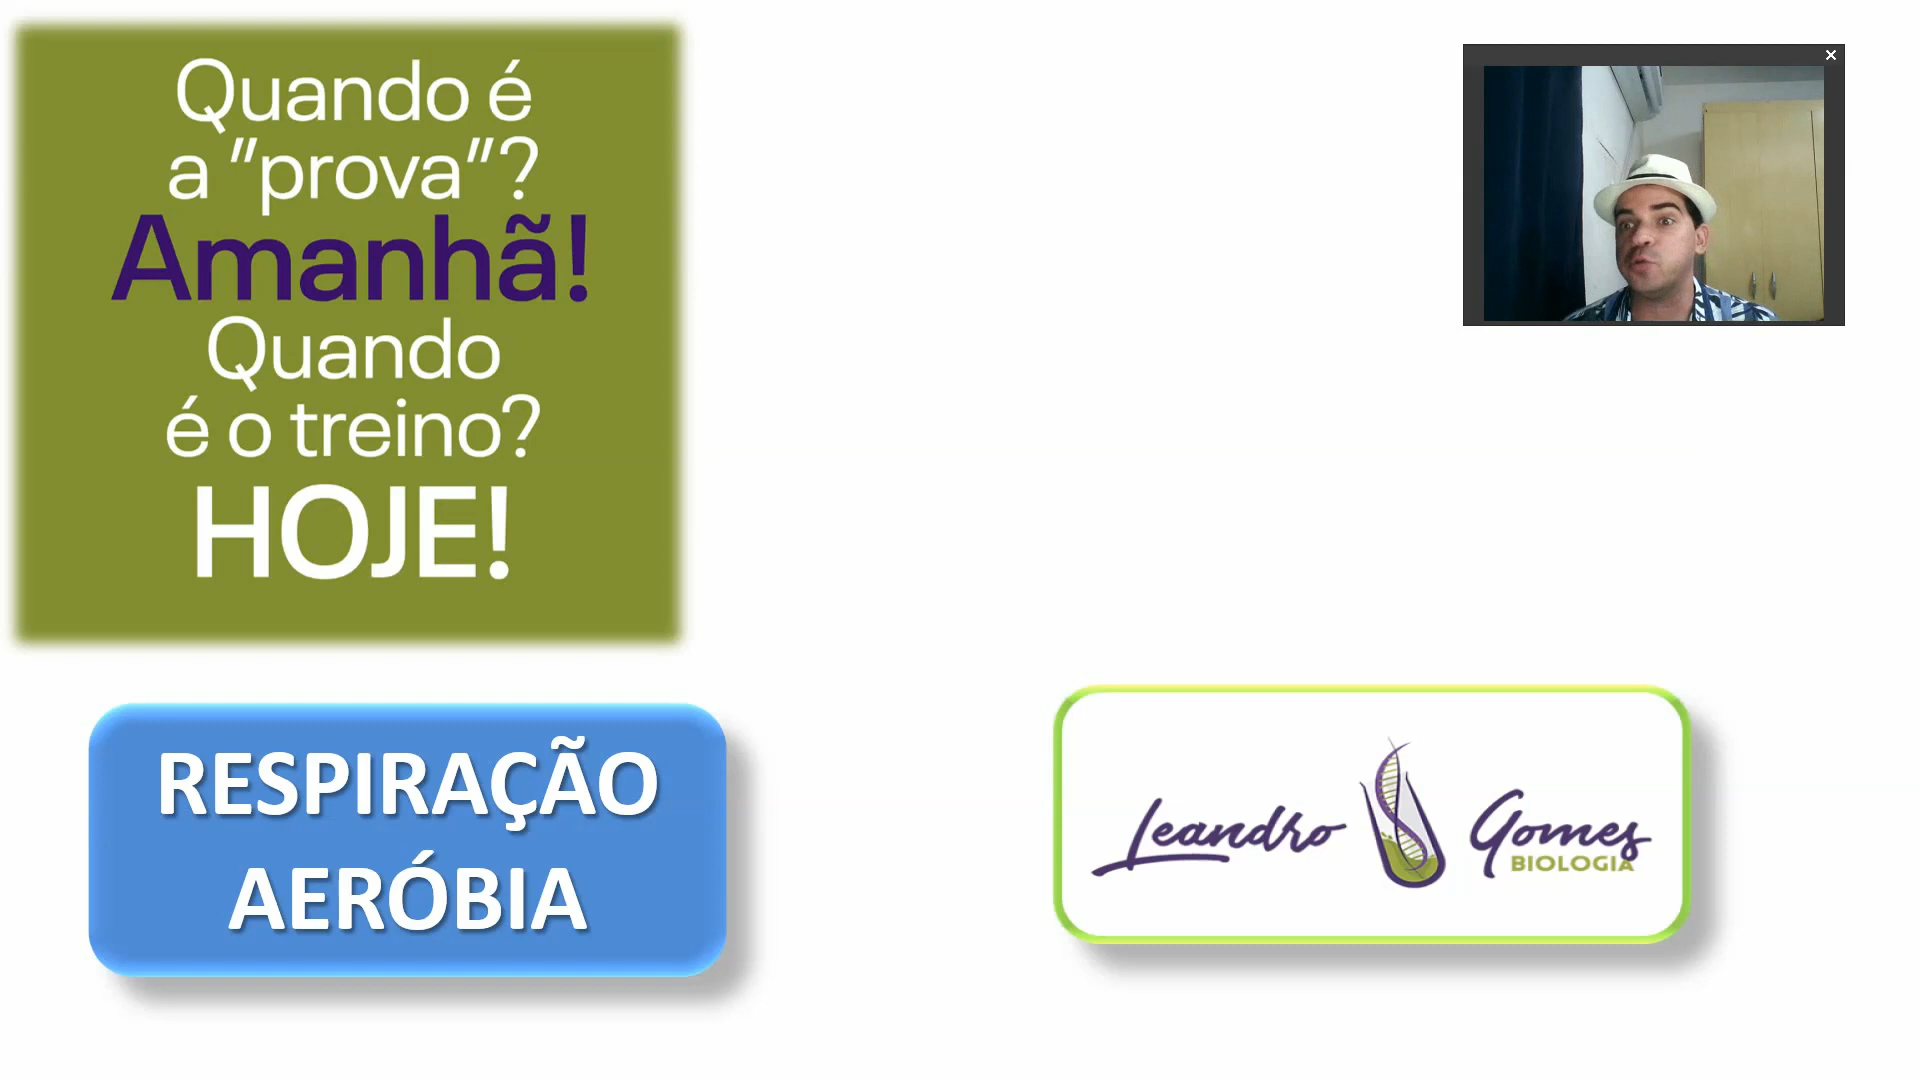 Quando é
a "prova"?
Amanhã!
Quando
é o treino?
HOJE!
RESPIRAÇÃO
AERÓBIA
Leandro Gomes
BIOLOGIA